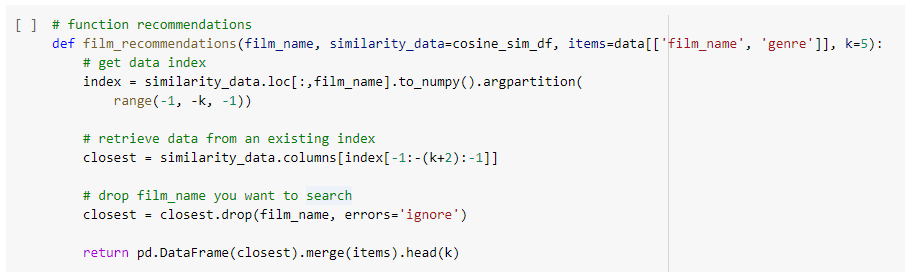 [ ] # function recommendations
def film_recommendations(film_name, similarity_data=cosine_sim_df, items=data[['film_name', 'genre']], k=5):
    # get data index
    index = similarity_data.loc[:,film_name].to_numpy().argpartition(
        range(-1, -k, -1))

    # retrieve data from an existing index
    closest = similarity_data.columns[index[-1:-(k+2):-1]]

    # drop film_name you want to search
    closest = closest.drop(film_name, errors='ignore')

    return pd.DataFrame(closest).merge(items).head(k)